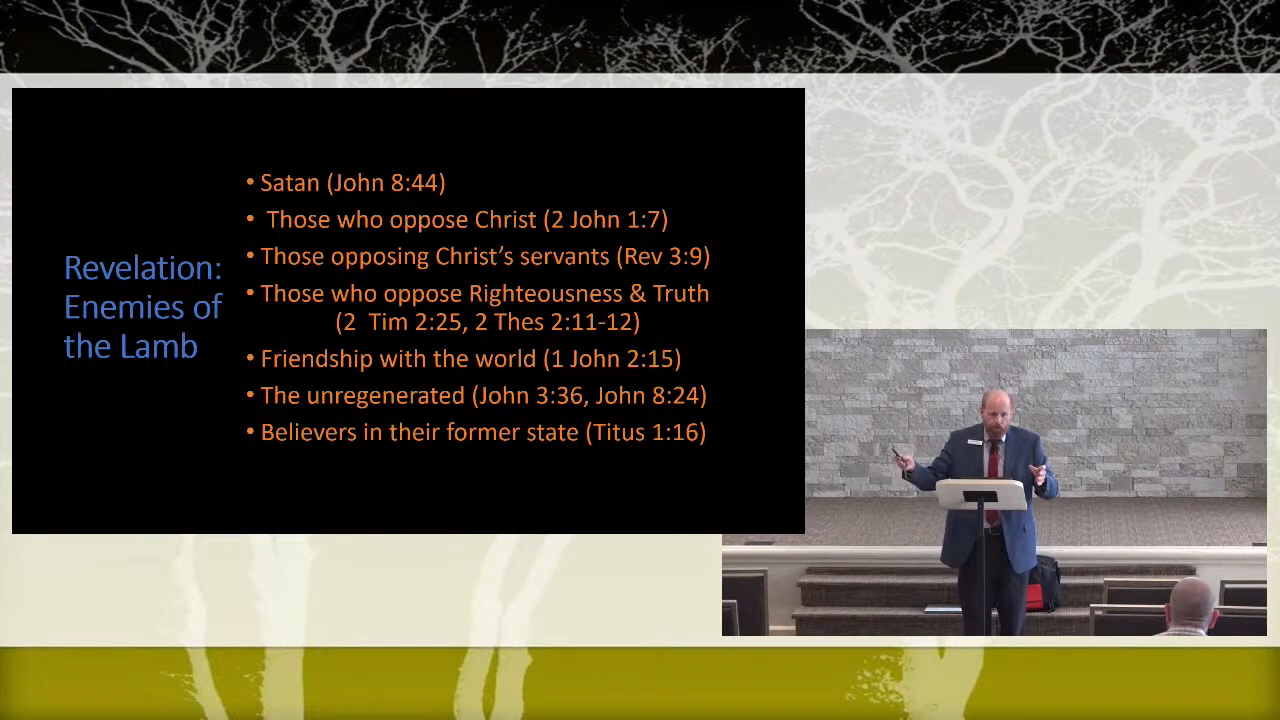 Revelation:
Enemies of
the Lamb
• Satan (John 8:44)
• Those who oppose Christ (2 John 1:7)
• Those opposing Christ's servants (Rev 3:9)
• Those who oppose Righteousness & Truth
(2 Tim 2:25, 2 Thes 2:11-12)
• Friendship with the world (1 John 2:15)
• The unregenerated (John 3:36, John 8:24)
• Believers in their former state (Titus 1:16)